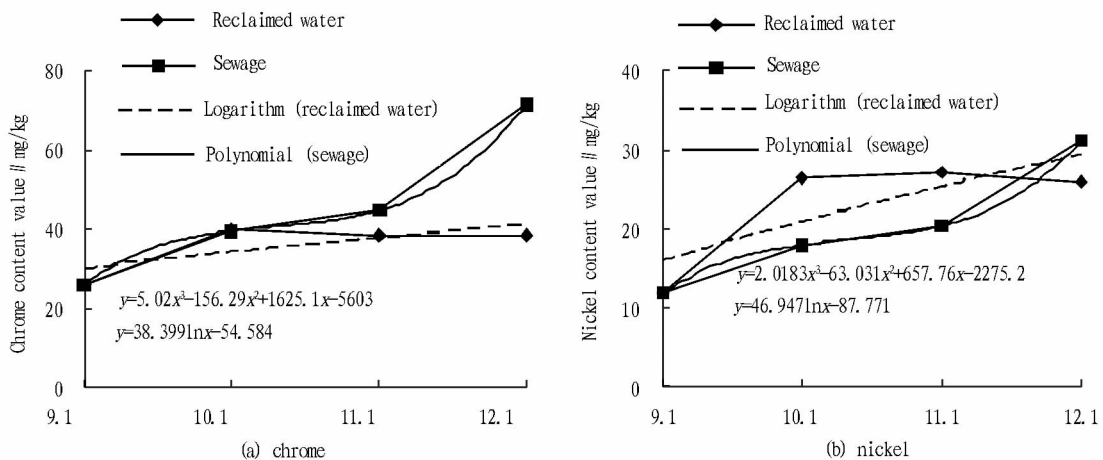 Reclaimed water
Sewage
Logarithm (reclaimed water)
Polynomial (sewage)
Chrome content value∥mg/kg
80
60
40
20
0
y=5.02x³-156.29x²+1625.1x-5603
y=38.399lnx-54.584
9.1 10.1 11.1 12.1
(a) chrome
Reclaimed water
Sewage
Logarithm (reclaimed water)
Polynomial (sewage)
Nickel content value∥mg/kg
40
30
20
10
0
y=2.0183x³-63.031x²+657.76x-2275.2
y=46.947lnx-87.771
9.1 10.1 11.1 12.1
(b) nickel